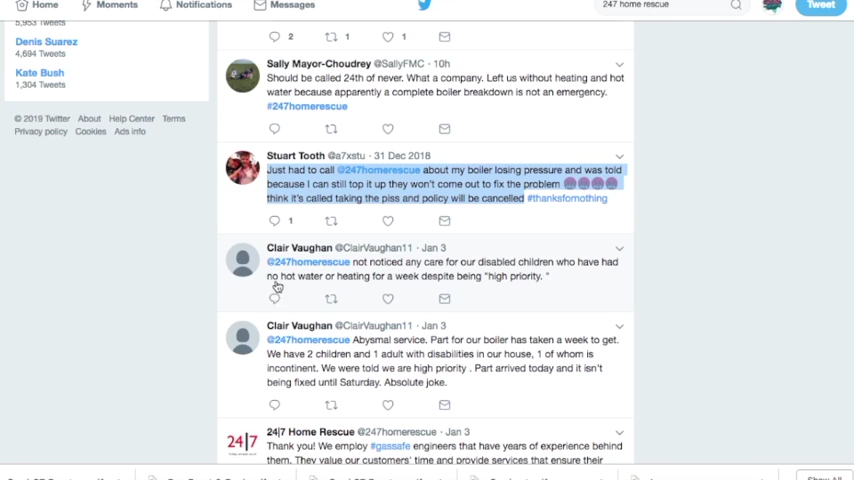 Home Moments Notifications Messages 247 home rescue Tweet
5,953 Tweets
Denis Suarez
4,694 Tweets
Kate Bush
1,304 Tweets
© 2019 Twitter About Help Center Terms
Privacy policy Cookies Ads info
2 1 1
Sally Mayor-Choudrey @SallyFMC · 10h
Should be called 24th of never. What a company. Left us without heating and hot
water because apparently a complete boiler breakdown is not an emergency.
#247homerescue
Stuart Tooth @a7xstu · 31 Dec 2018
Just had to call @247homerescue about my boiler losing pressure and was told
because I can still top it up they won't come out to fix the problem
think it's called taking the piss and policy will be cancelled #thanksfornothing
1
Clair Vaughan @ClairVaughan11 · Jan 3
@247homerescue not noticed any care for our disabled children who have had
no hot water or heating for a week despite being "high priority. "
Clair Vaughan @ClairVaughan11 · Jan 3
@247homerescue Abysmal service. Part for our boiler has taken a week to get.
We have 2 children and 1 adult with disabilities in our house, 1 of whom is
incontinent. We were told we are high priority . Part arrived today and it isn't
being fixed until Saturday. Absolute joke.
24|7 Home Rescue @247homerescue · Jan 3
24|7
Thank you! We employ #gassafe engineers that have years of experience behind
them. They value our customers' time and provide services that ensure their
Show All